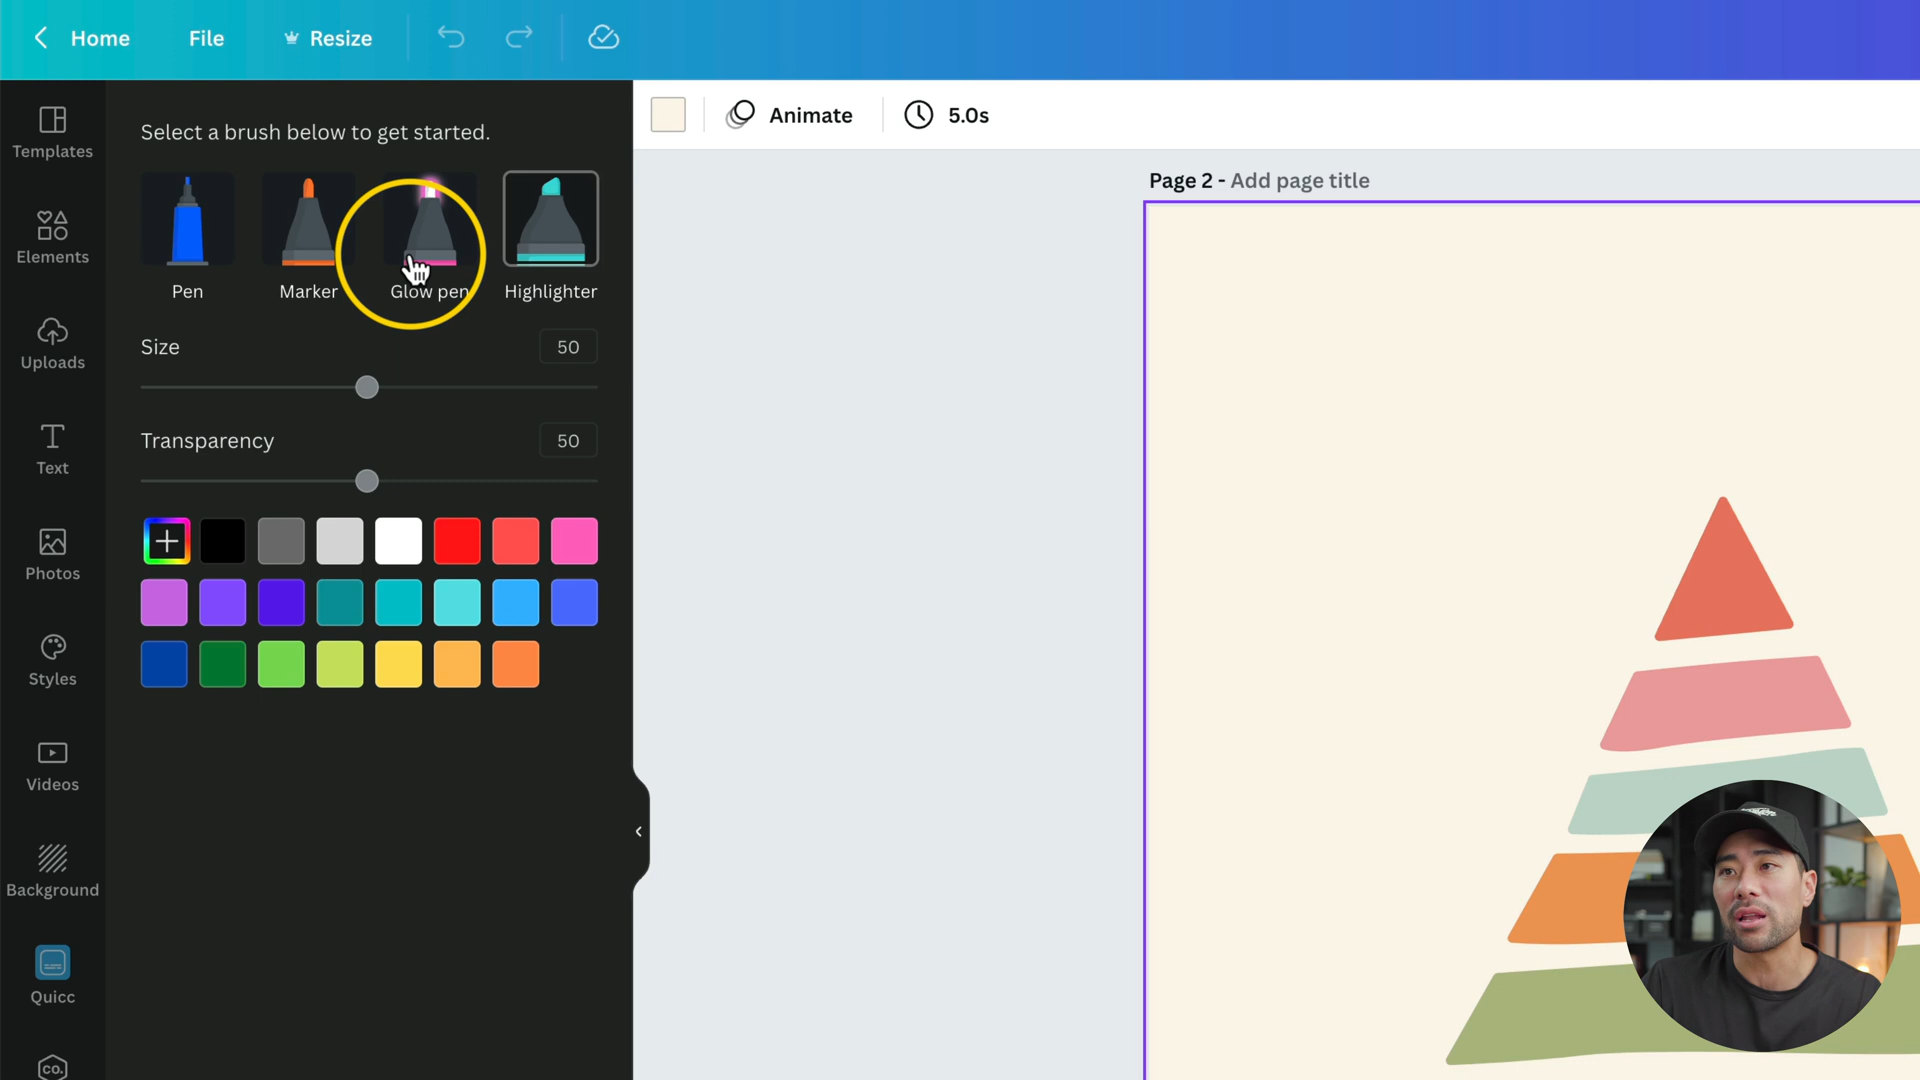 Home
File
Resize
Templates
Elements
Uploads
Text
Photos
Styles
Videos
Background
Quicc
co.
Select a brush below to get started.
Pen
Marker
Glow pen
Highlighter
Size
50
Transparency
50
Animate
5.0s
Page 2 - Add page title